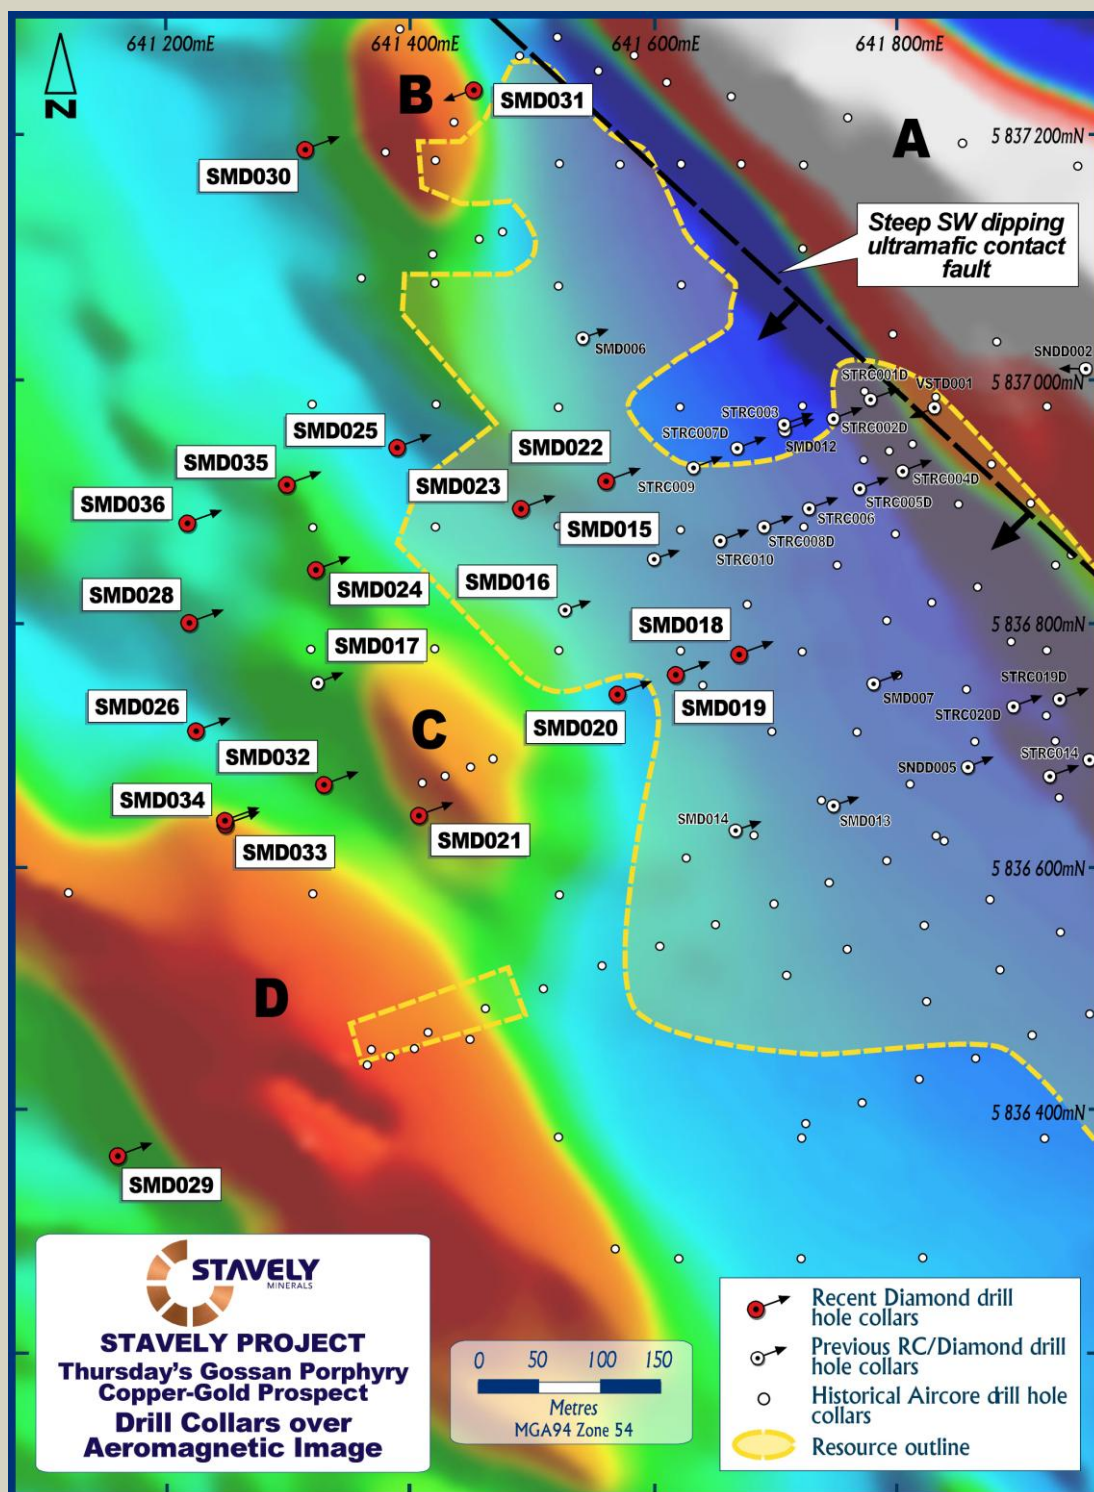 641 200mE
641 400mE
641 600mE
641 800mE
N
B
SMD031
A
5 837 200mN
SMD030
Steep SW dipping
ultramafic contact
fault
SMD006
SNDD002
STRC001D
VSTD001
5 837 000mN
STRC003
STRC002D
SMD025
SMD022
STRC007D
SMD012
SMD035
STRC009
STRC004D
SMD023
STRC005D
SMD036
SMD015
STRC006
STRC008D
STRC010
SMD024
SMD016
SMD028
SMD018
5 836 800mN
SMD017
STRC019D
SMD007
SMD026
SMD019
STRC020D
C
SMD020
SMD032
STRC014
SNDD005
SMD034
SMD033
SMD021
SMD014
SMD013
5 836 600mN
D
5 836 400mN
SMD029
STAVELY
MINERALS
STAVELY PROJECT
Thursday's Gossan Porphyry
Copper-Gold Prospect
Drill Collars over
Aeromagnetic Image
0 50 100 150
Metres
MGA94 Zone 54
Recent Diamond drill
hole collars
Previous RC/Diamond drill
hole collars
Historical Aircore drill hole
collars
Resource outline